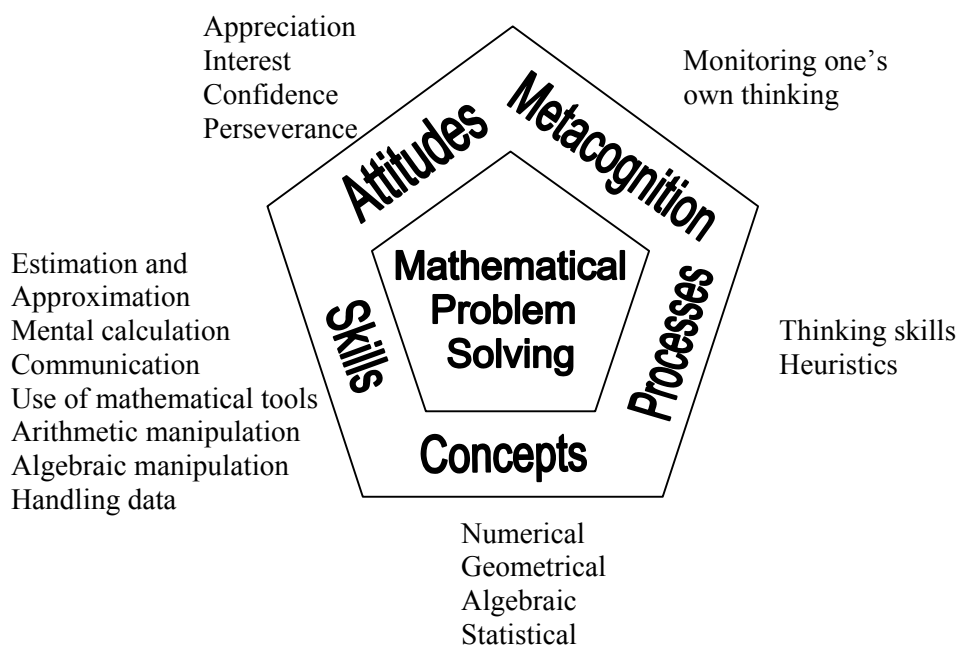 Appreciation
Interest
Confidence
Perseverance
Monitoring one’s
own thinking
Attitudes
Metacognition
Estimation and
Approximation
Mental calculation
Communication
Use of mathematical tools
Arithmetic manipulation
Algebraic manipulation
Handling data
Skills
Mathematical
Problem
Solving
Processes
Thinking skills
Heuristics
Concepts
Numerical
Geometrical
Algebraic
Statistical